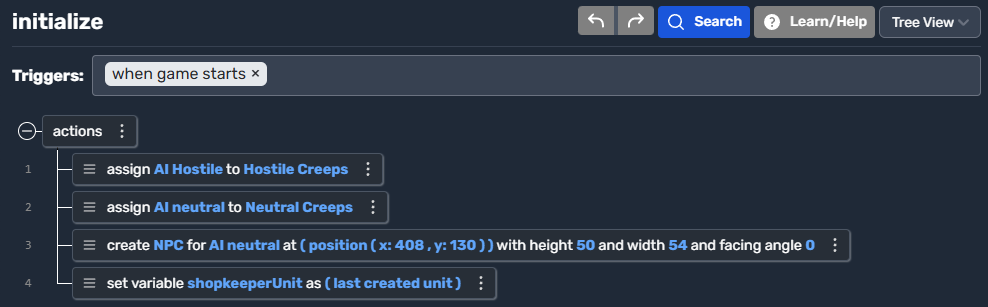 initialize
Search
Learn/Help
Tree View
Triggers:
when game starts ×
actions
1 assign AI Hostile to Hostile Creeps
2 assign AI neutral to Neutral Creeps
3 create NPC for AI neutral at ( position ( x: 408 , y: 130 ) ) with height 50 and width 54 and facing angle 0
4 set variable shopkeeperUnit as ( last created unit )